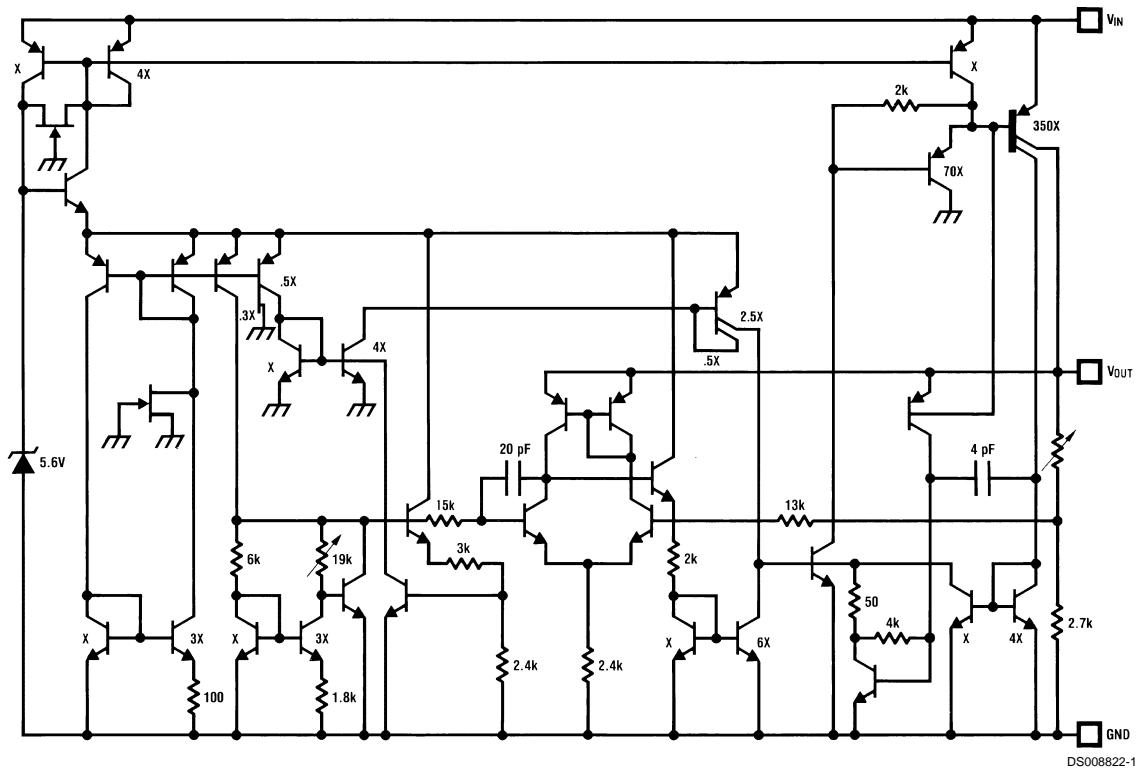 VIN
X
4X
X
2k
350X
70X
.5X
.3X
4X
2.5X
X
.5X
VOUT
5.6V
20 pF
4 pF
15k
13k
3k
6k
19k
2k
50
X
3X
X
3X
X
6X
4k
X
4X
2.7k
100
1.8k
2.4k
2.4k
GND
DS008822-1